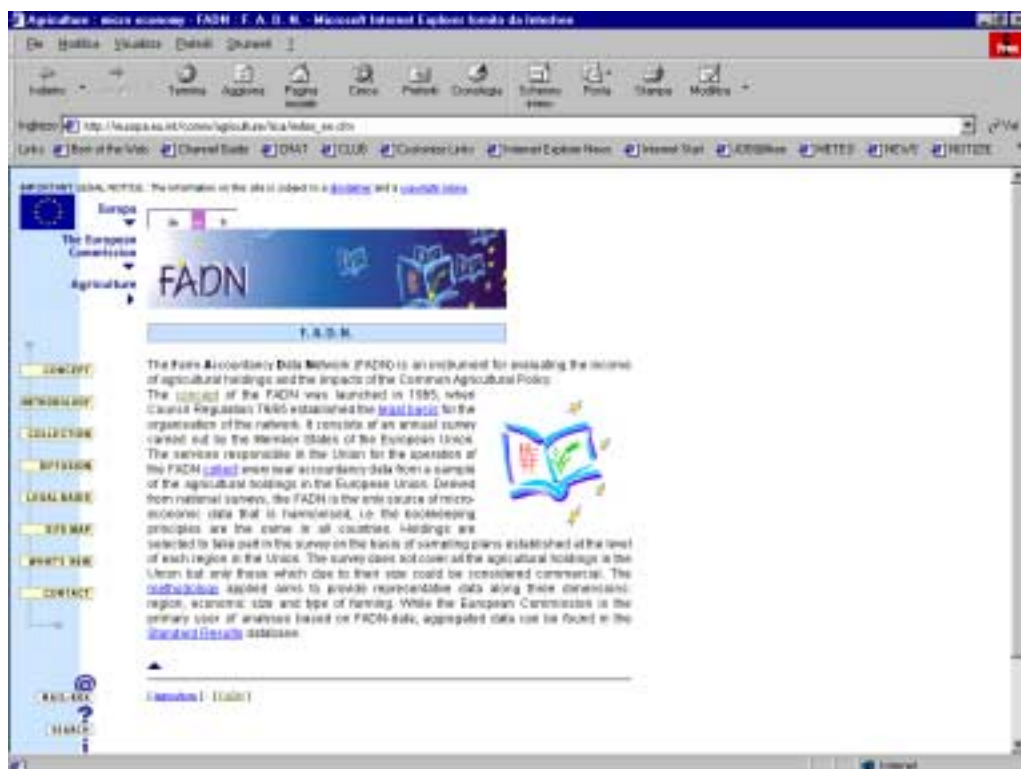 Agriculture : micro economy - FADN : F. A. D. N. - Microsoft Internet Explorer fornito da Interfree
File Modifica Visualizza Preferiti Strumenti ?
Indietro Termina Aggiorna Pagina iniziale Cerca Preferiti Cronologia Schermo intero Posta Stampa Modifica
Indirizzo http://europa.eu.int/comm/agriculture/rica/index_en.cfm Vai
Links Best of the Web Channel Guide CHAT CLUB Customize Links Internet Explorer News Internet Start METEO NEWS NOTIZIE
IMPORTANT LEGAL NOTICE: The information on this site is subject to a disclaimer and a copyright notice
Europa
The European
Commission
Agriculture
de en fr
FADN
F. A. D. N.
CONCEPT
METHODOLOGY
COLLECTION
DIFFUSION
LEGAL BASIS
SITE MAP
WHAT'S NEW
CONTACT
The Farm Accountancy Data Network (FADN) is an instrument for evaluating the income
of agricultural holdings and the impacts of the Common Agricultural Policy.
The concept of the FADN was launched in 1965, when
Council Regulation 79/65 established the legal basis for the
organisation of the network. It consists of an annual survey
carried out by the Member States of the European Union.
The services responsible in the Union for the operation of
the FADN collect every year accountancy data from a sample
of the agricultural holdings in the European Union. Derived
from national surveys, the FADN is the only source of micro-
economic data that is harmonised, i.e. the bookkeeping
principles are the same in all countries. Holdings are
selected to take part in the survey on the basis of sampling plans established at the level
of each region in the Union. The survey does not cover all the agricultural holdings in the
Union but only those which due to their size could be considered commercial. The
methodology applied aims to provide representative data along three dimensions:
region, economic size and type of farming. While the European Commission is the
primary user of analyses based on FADN-data, aggregated data can be found in the
Standard Results database.
MAIL-BOX
SEARCH
Internet